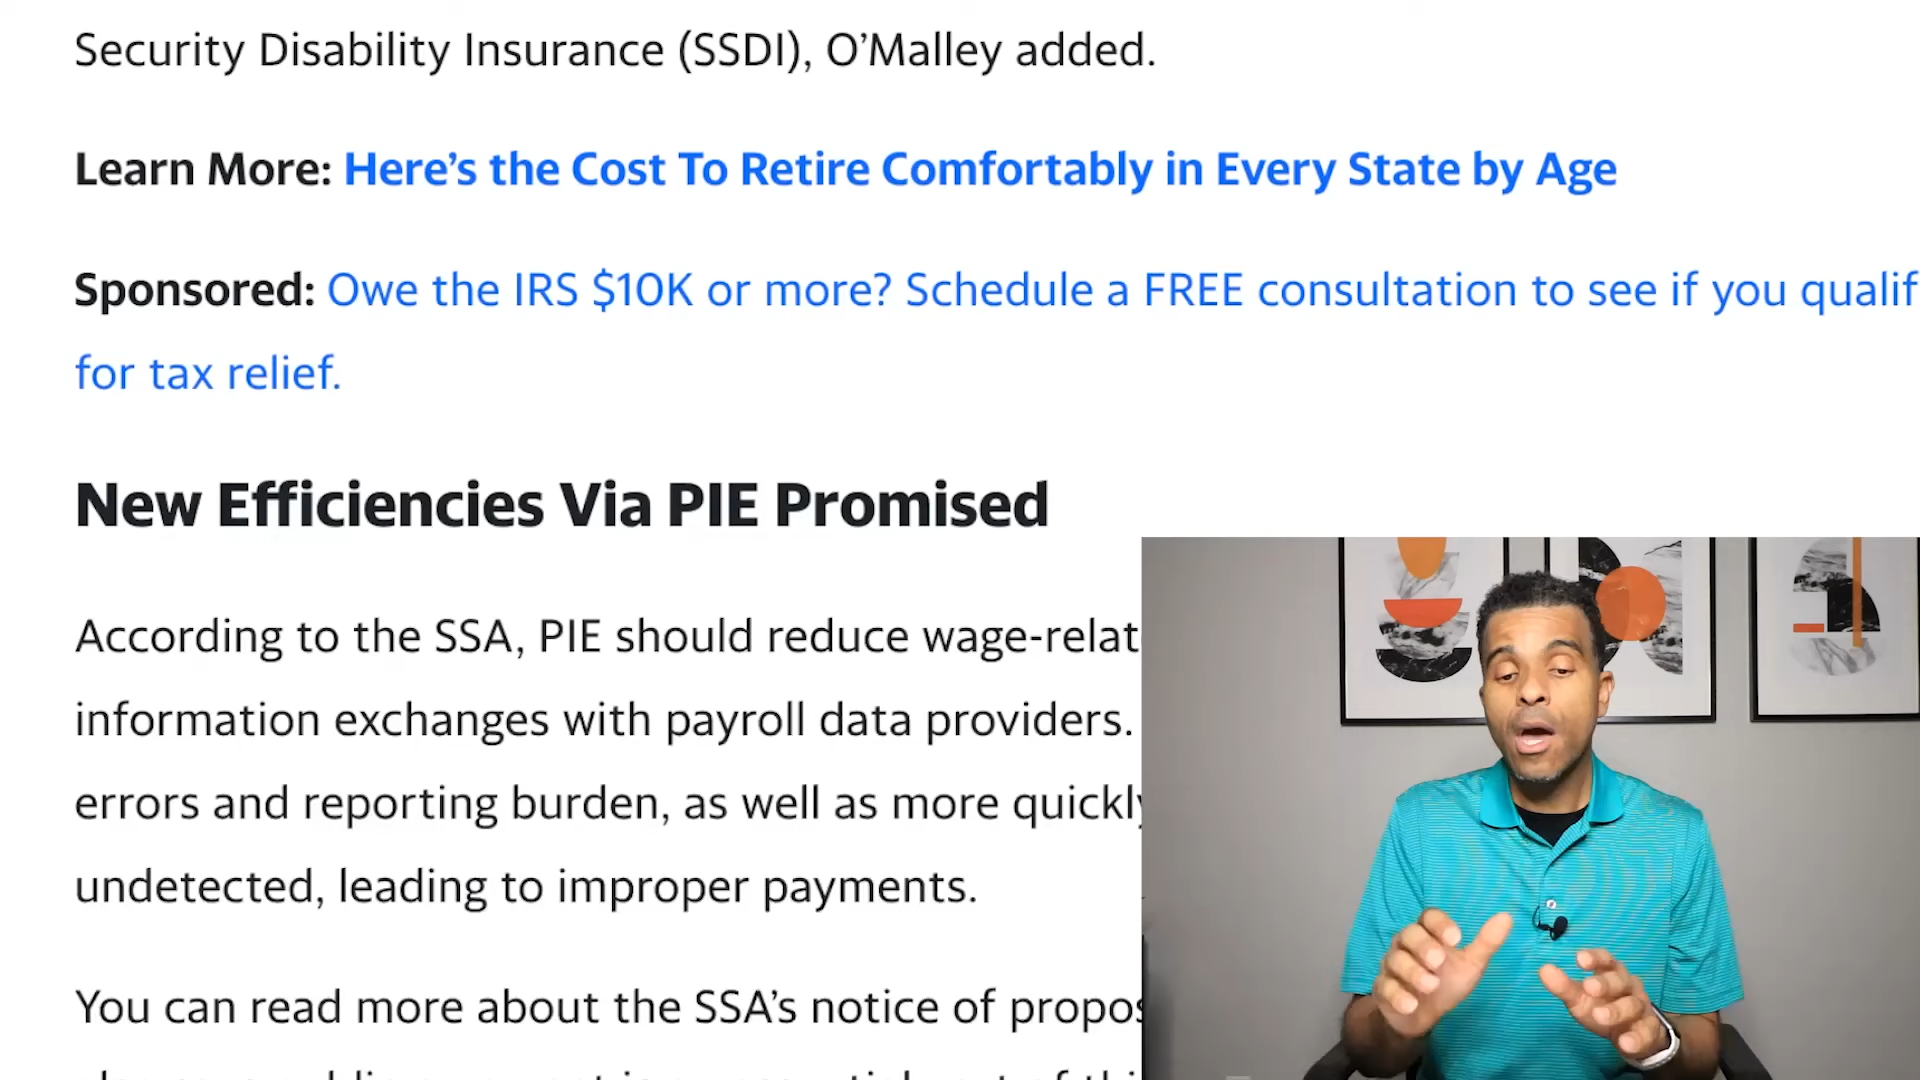 Security Disability Insurance (SSDI), O’Malley added.
Learn More: Here’s the Cost To Retire Comfortably in Every State by Age
Sponsored: Owe the IRS $10K or more? Schedule a FREE consultation to see if you qualif
for tax relief.
New Efficiencies Via PIE Promised
According to the SSA, PIE should reduce wage-relat
information exchanges with payroll data providers.
errors and reporting burden, as well as more quickly
undetected, leading to improper payments.
You can read more about the SSA’s notice of propos